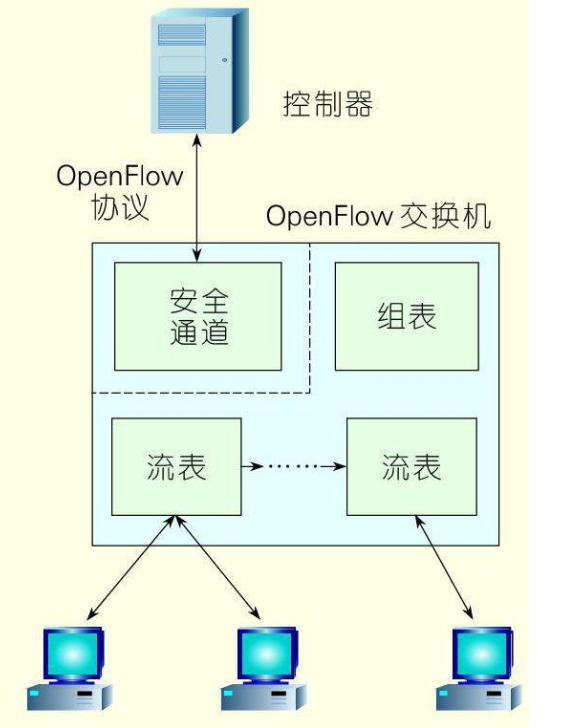 控制器
OpenFlow
协议
OpenFlow 交换机
安全
通道
组表
流表
······
流表